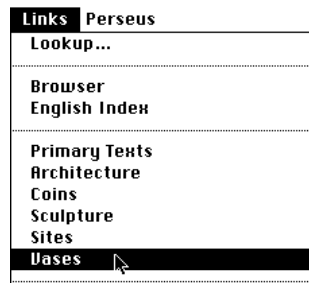 Links Perseus
Lookup...
Browser
English Index
Primary Texts
Architecture
Coins
Sculpture
Sites
Vases